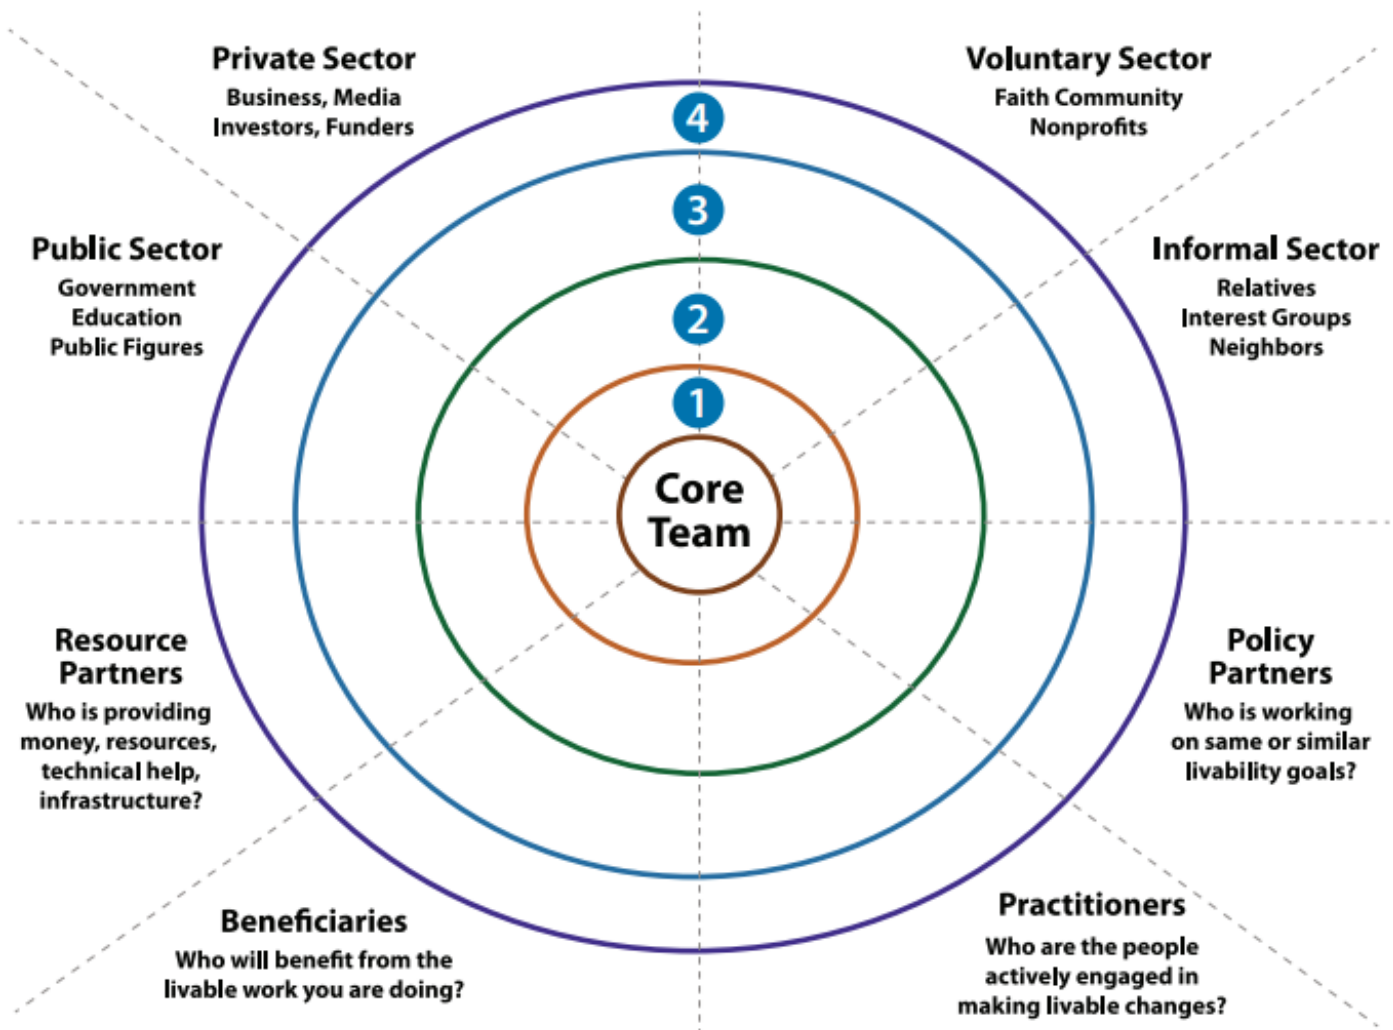 Private Sector
Business, Media
Investors, Funders
Voluntary Sector
Faith Community
Nonprofits
4
3
2
1
Public Sector
Government
Education
Public Figures
Informal Sector
Relatives
Interest Groups
Neighbors
Core
Team
Resource
Partners
Who is providing
money, resources,
technical help,
infrastructure?
Policy
Partners
Who is working
on same or similar
livability goals?
Beneficiaries
Who will benefit from the
livable work you are doing?
Practitioners
Who are the people
actively engaged in
making livable changes?